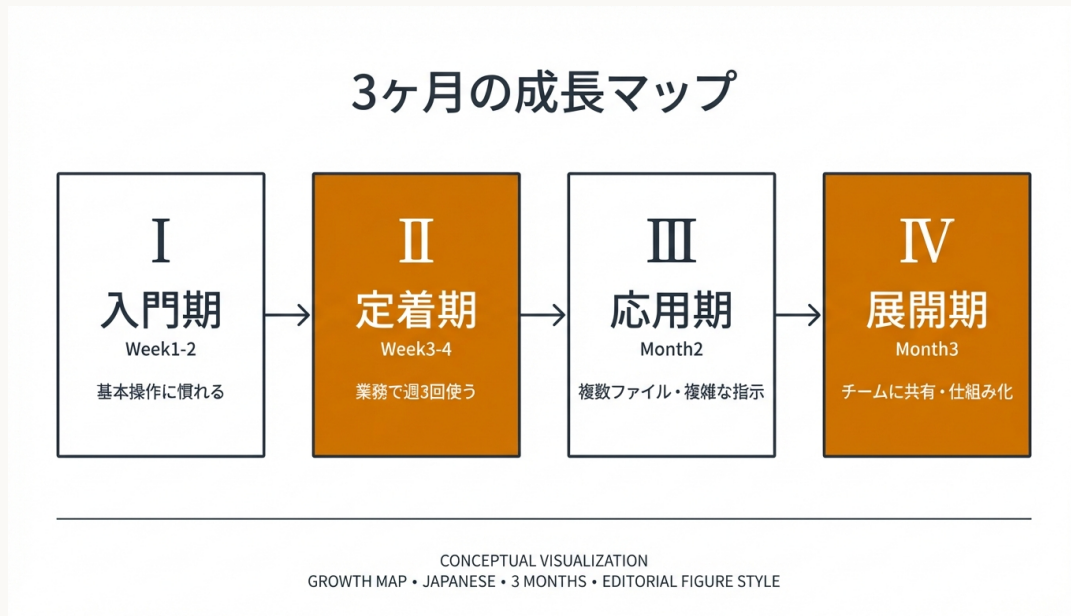 3ヶ月の成長マップ
Ⅰ
入門期
Week1-2
基本操作に慣れる
Ⅱ
定着期
Week3-4
業務で週3回使う
Ⅲ
応用期
Month2
複数ファイル・複雑な指示
Ⅳ
展開期
Month3
チームに共有・仕組み化
CONCEPTUAL VISUALIZATION
GROWTH MAP • JAPANESE • 3 MONTHS • EDITORIAL FIGURE STYLE